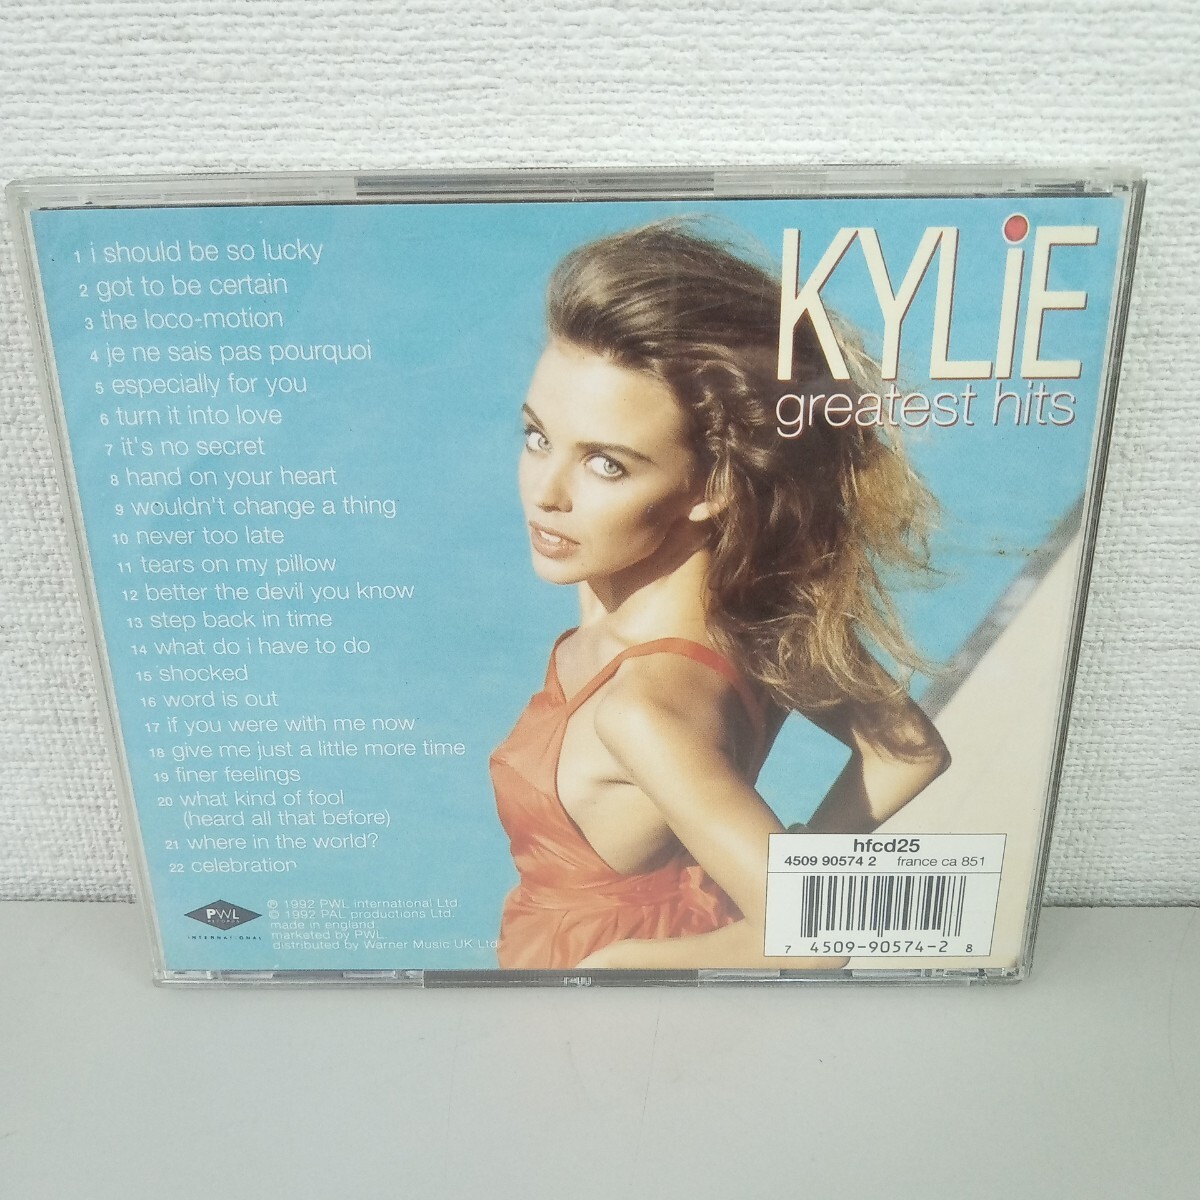 1 i should be so lucky
2 got to be certain
3 the loco-motion
4 je ne sais pas pourquoi
5 especially for you
6 turn it into love
7 it's no secret
8 hand on your heart
9 wouldn't change a thing
10 never too late
11 tears on my pillow
12 better the devil you know
13 step back in time
14 what do i have to do
15 shocked
16 word is out
17 if you were with me now
18 give me just a little more time
19 finer feelings
20 what kind of fool
(heard all that before)
21 where in the world?
22 celebration
KYLiE
greatest hits
PWL
RECORDS
INTERNATIONAL
℗ 1992 PWL international Ltd.
© 1992 PAL productions Ltd.
made in england
marketed by PWL.
distributed by Warner Music UK Ltd
hfcd25
4509 90574 2 france ca 851
7 4509-90574-2 8